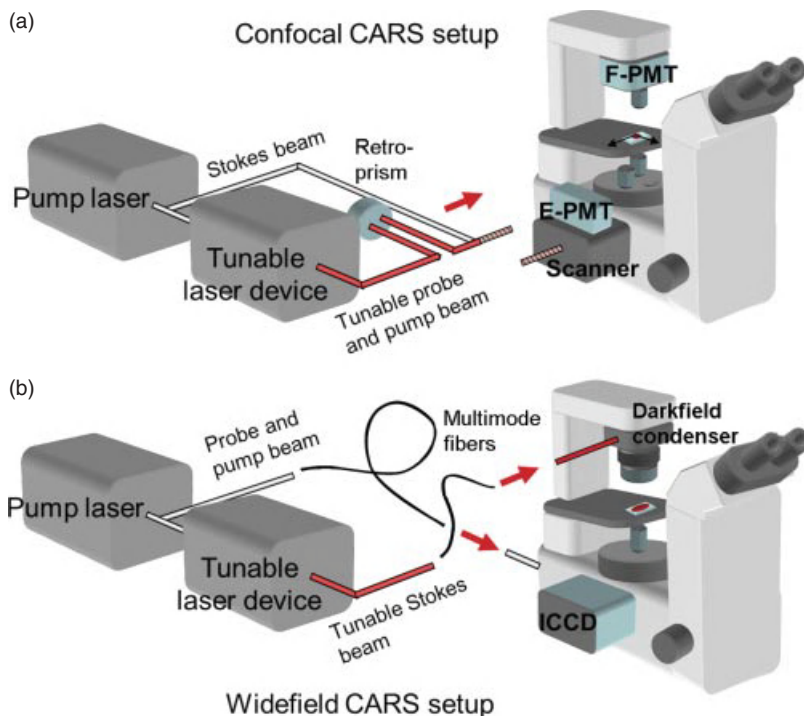 (a)
Confocal CARS setup
F-PMT
Stokes beam
Retro-
prism
Pump laser
E-PMT
Tunable
laser device
Scanner
Tunable probe
and pump beam
(b)
Probe and
pump beam
Multimode
fibers
Darkfield
condenser
Pump laser
Tunable
laser device
ICCD
Tunable Stokes
beam
Widefield CARS setup